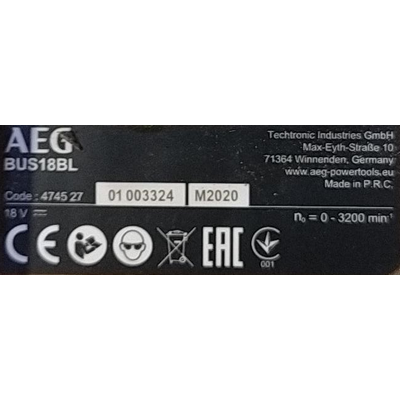 AEG
BUS18BL
Code : 4745 27
01 003324
M2020
18 V
Techtronic Industries GmbH
Max-Eyth-Straße 10
71364 Winnenden, Germany
www.aeg-powertools.eu
Made in P.R.C.
n₀ = 0 - 3200 min⁻¹
CE
EAC
001